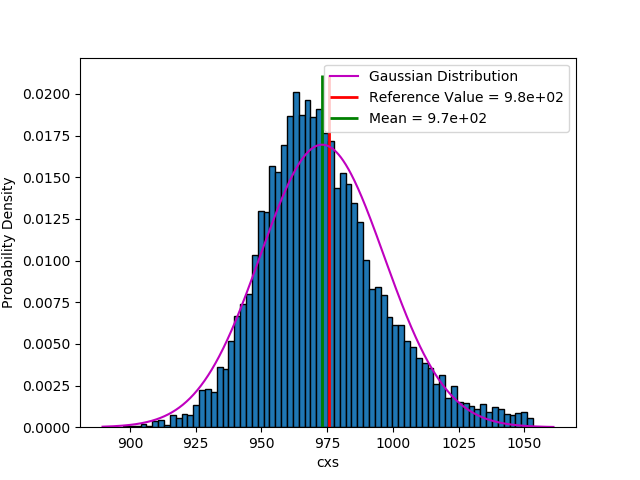 Gaussian Distribution
Reference Value = 9.8e+02
Mean = 9.7e+02
Probability Density
0.0200
0.0175
0.0150
0.0125
0.0100
0.0075
0.0050
0.0025
0.0000
900 925 950 975 1000 1025 1050
cxs